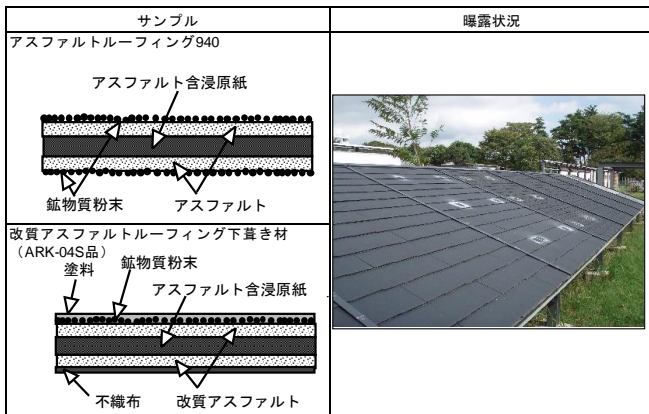 サンプル
曝露状況
アスファルトルーフィング940
アスファルト含浸原紙
鉱物質粉末
アスファルト
改質アスファルトルーフィング下葺き材
（ARK-04S品）
塗料
鉱物質粉末
アスファルト含浸原紙
不織布
改質アスファルト